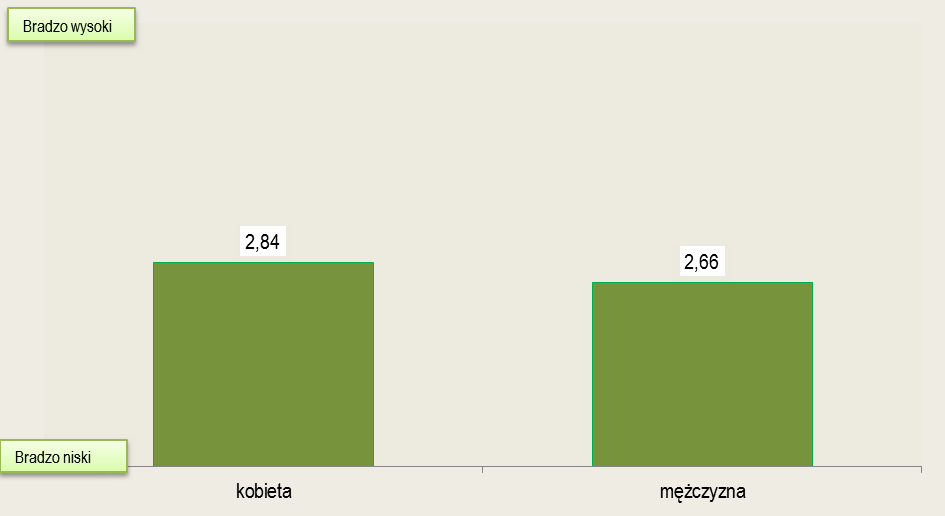 Bradzo wysoki
2,84
2,66
Bradzo niski
kobieta
mężczyzna